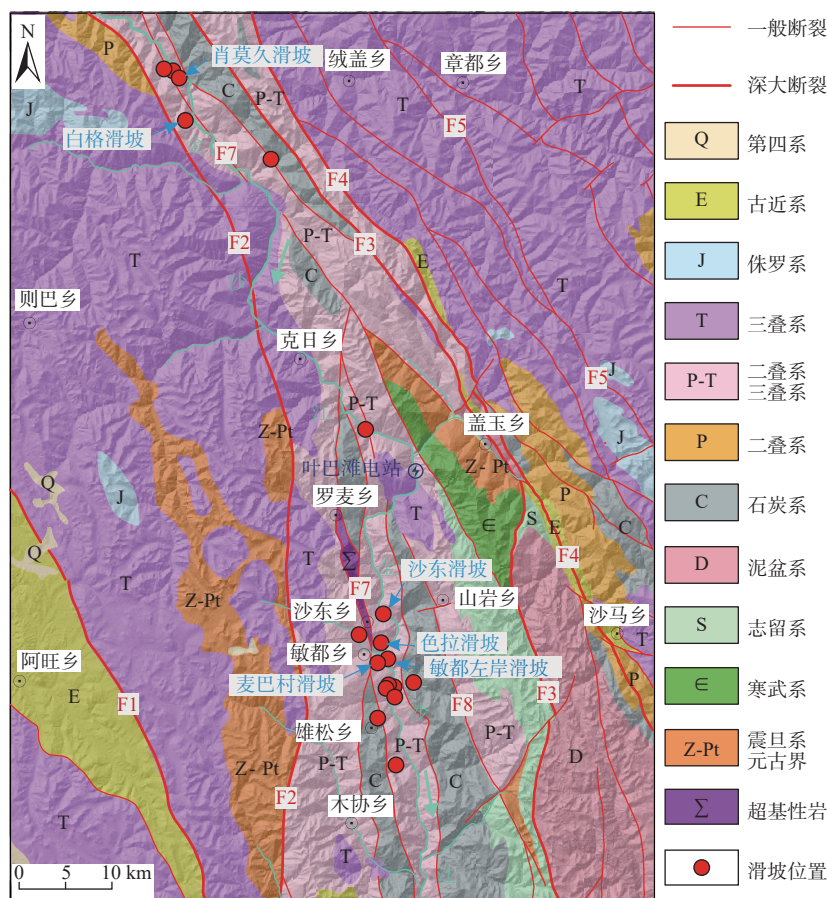 N
P
肖莫久滑坡
绒盖乡
章都乡
C
P-T
T
T
F5
J
白格滑坡
F7
F4
P-T
F3
C
E
T
F2
T
则巴乡
克日乡
J
F5
P-T
盖玉乡
J
Z-Pt
Z- Pt
叶巴滩电站
P
Q
J
罗麦乡
T
∈
S
E
C
Q
T
T
∑
F4
F7
沙东滑坡
D
Z-Pt
沙东乡
山岩乡
沙马乡
T
敏都乡
色拉滑坡
阿旺乡
麦巴村滑坡
敏都左岸滑坡
P
E
F1
F8
F3
雄松乡
P-T
P-T
D
Z- Pt
P-T
C
C
F2
木协乡
T
T
0 5 10 km
一般断裂
深大断裂
Q 第四系
E 古近系
J 侏罗系
T 三叠系
P-T 二叠系
三叠系
P 二叠系
C 石炭系
D 泥盆系
S 志留系
∈ 寒武系
Z-Pt 震旦系
元古界
∑ 超基性岩
滑坡位置